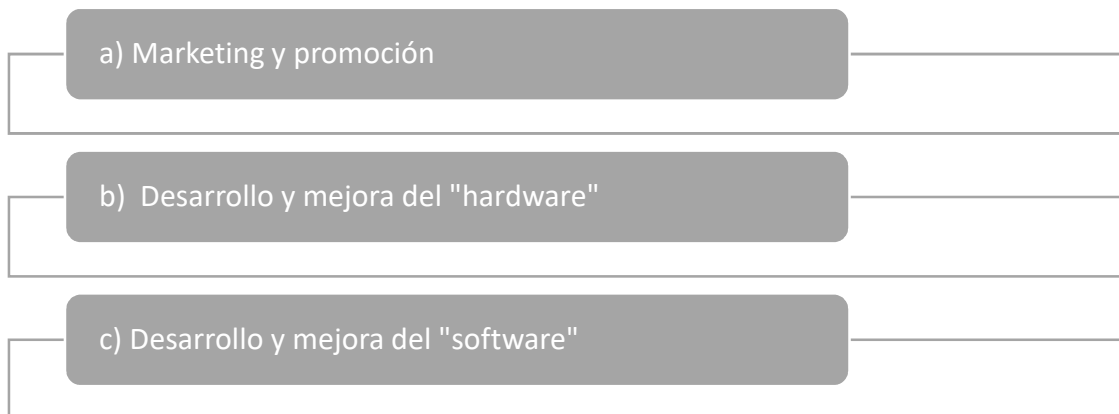 a) Marketing y promoción
b)  Desarrollo y mejora del "hardware"
c) Desarrollo y mejora del "software"